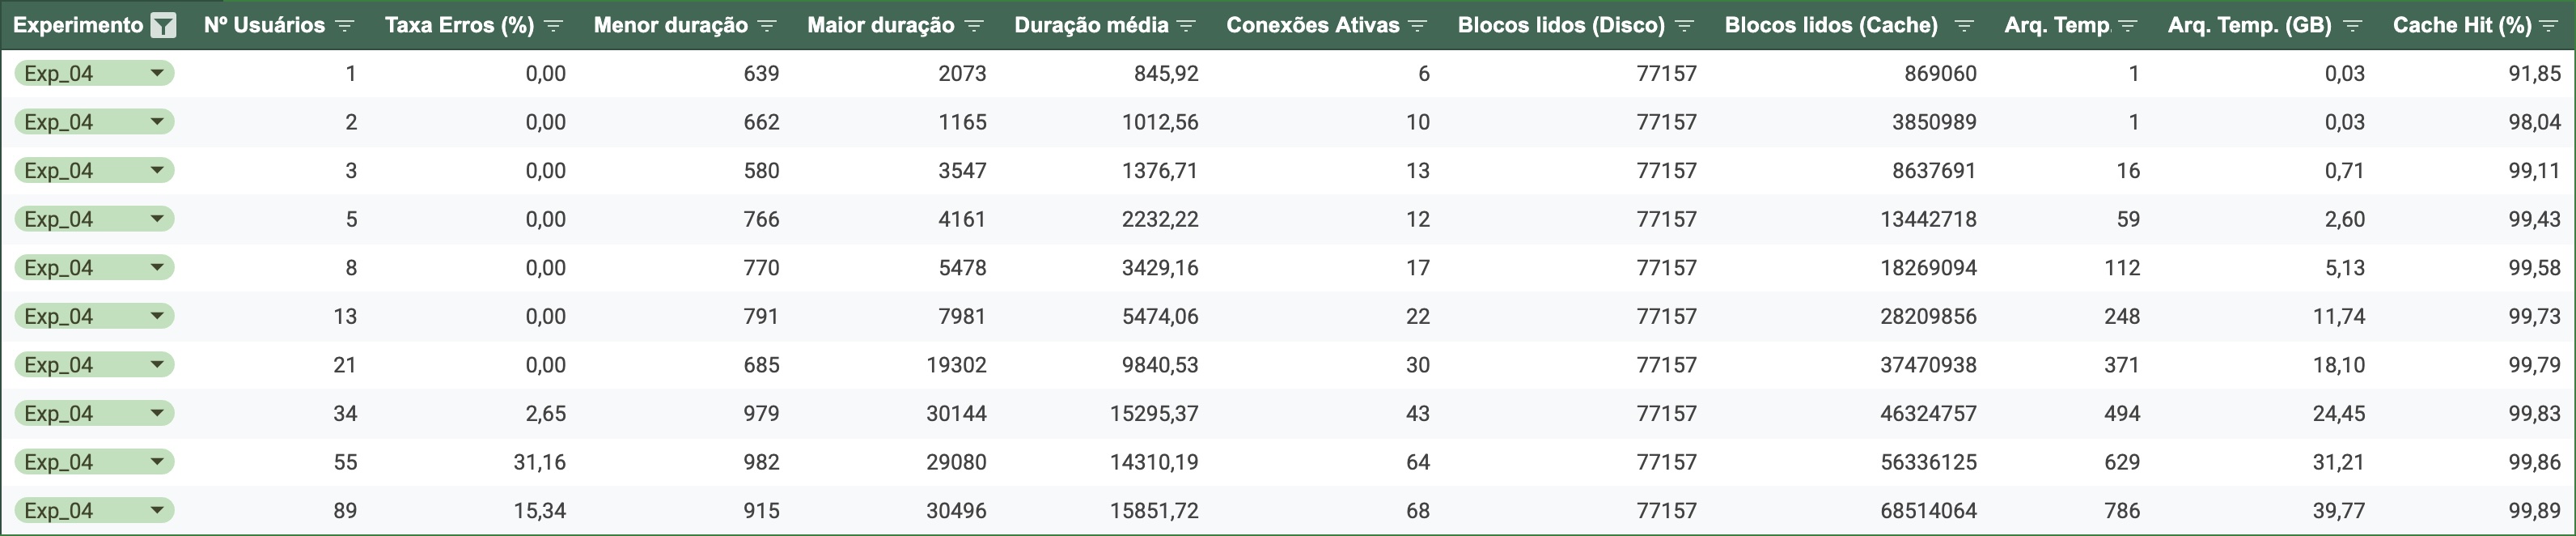 Experimento Nº Usuários Taxa Erros (%) Menor duração Maior duração Duração média Conexões Ativas Blocos lidos (Disco) Blocos lidos (Cache) Arq. Temp. Arq. Temp. (GB) Cache Hit (%)
Exp_04 1 0,00 639 2073 845,92 6 77157 869060 1 0,03 91,85
Exp_04 2 0,00 662 1165 1012,56 10 77157 3850989 1 0,03 98,04
Exp_04 3 0,00 580 3547 1376,71 13 77157 8637691 16 0,71 99,11
Exp_04 5 0,00 766 4161 2232,22 12 77157 13442718 59 2,60 99,43
Exp_04 8 0,00 770 5478 3429,16 17 77157 18269094 112 5,13 99,58
Exp_04 13 0,00 791 7981 5474,06 22 77157 28209856 248 11,74 99,73
Exp_04 21 0,00 685 19302 9840,53 30 77157 37470938 371 18,10 99,79
Exp_04 34 2,65 979 30144 15295,37 43 77157 46324757 494 24,45 99,83
Exp_04 55 31,16 982 29080 14310,19 64 77157 56336125 629 31,21 99,86
Exp_04 89 15,34 915 30496 15851,72 68 77157 68514064 786 39,77 99,89